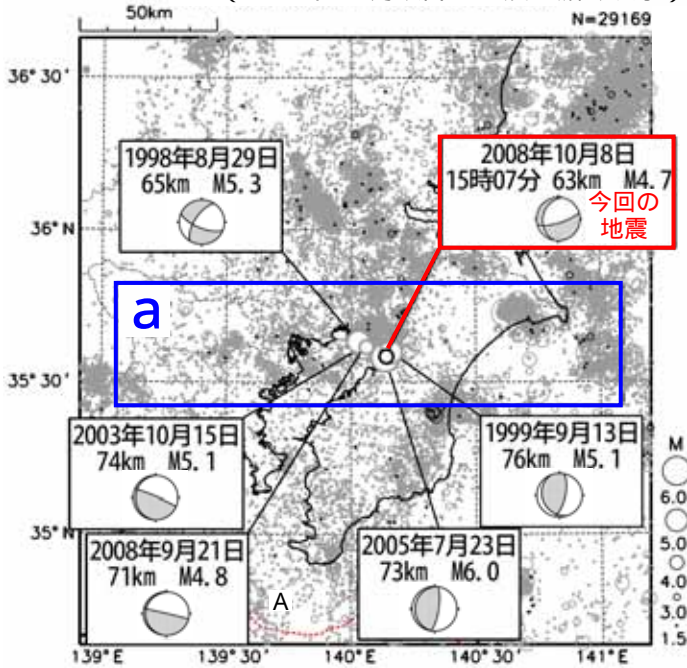 50km
N=29169
36°30'
1998年8月29日
65km M5.3
2008年10月8日
15時07分 63km M4.7
今回の
地震
36°N
a
35°30'
2003年10月15日
74km M5.1
1999年9月13日
76km M5.1
M
6.0
5.0
4.0
3.0
1.5
35°N
2008年9月21日
71km M4.8
2005年7月23日
73km M6.0
A
139°E
139°30'
140°E
140°30'
141°E